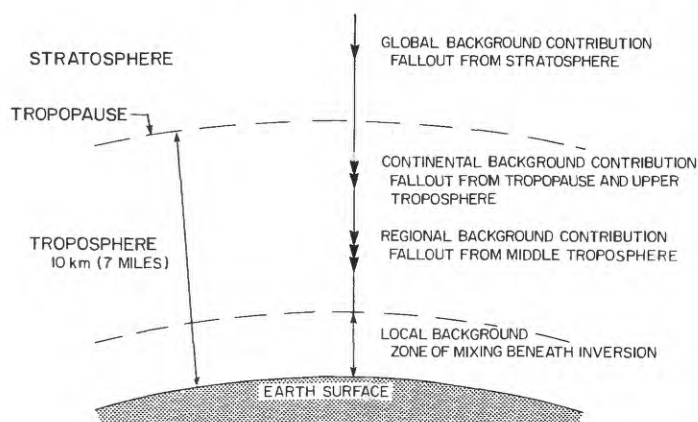 STRATOSPHERE
GLOBAL BACKGROUND CONTRIBUTION
FALLOUT FROM STRATOSPHERE
TROPOPAUSE
CONTINENTAL BACKGROUND CONTRIBUTION
FALLOUT FROM TROPOPAUSE AND UPPER
TROPOSPHERE
TROPOSPHERE
10 km (7 MILES)
REGIONAL BACKGROUND CONTRIBUTION
FALLOUT FROM MIDDLE TROPOSPHERE
LOCAL BACKGROUND
ZONE OF MIXING BENEATH INVERSION
EARTH SURFACE